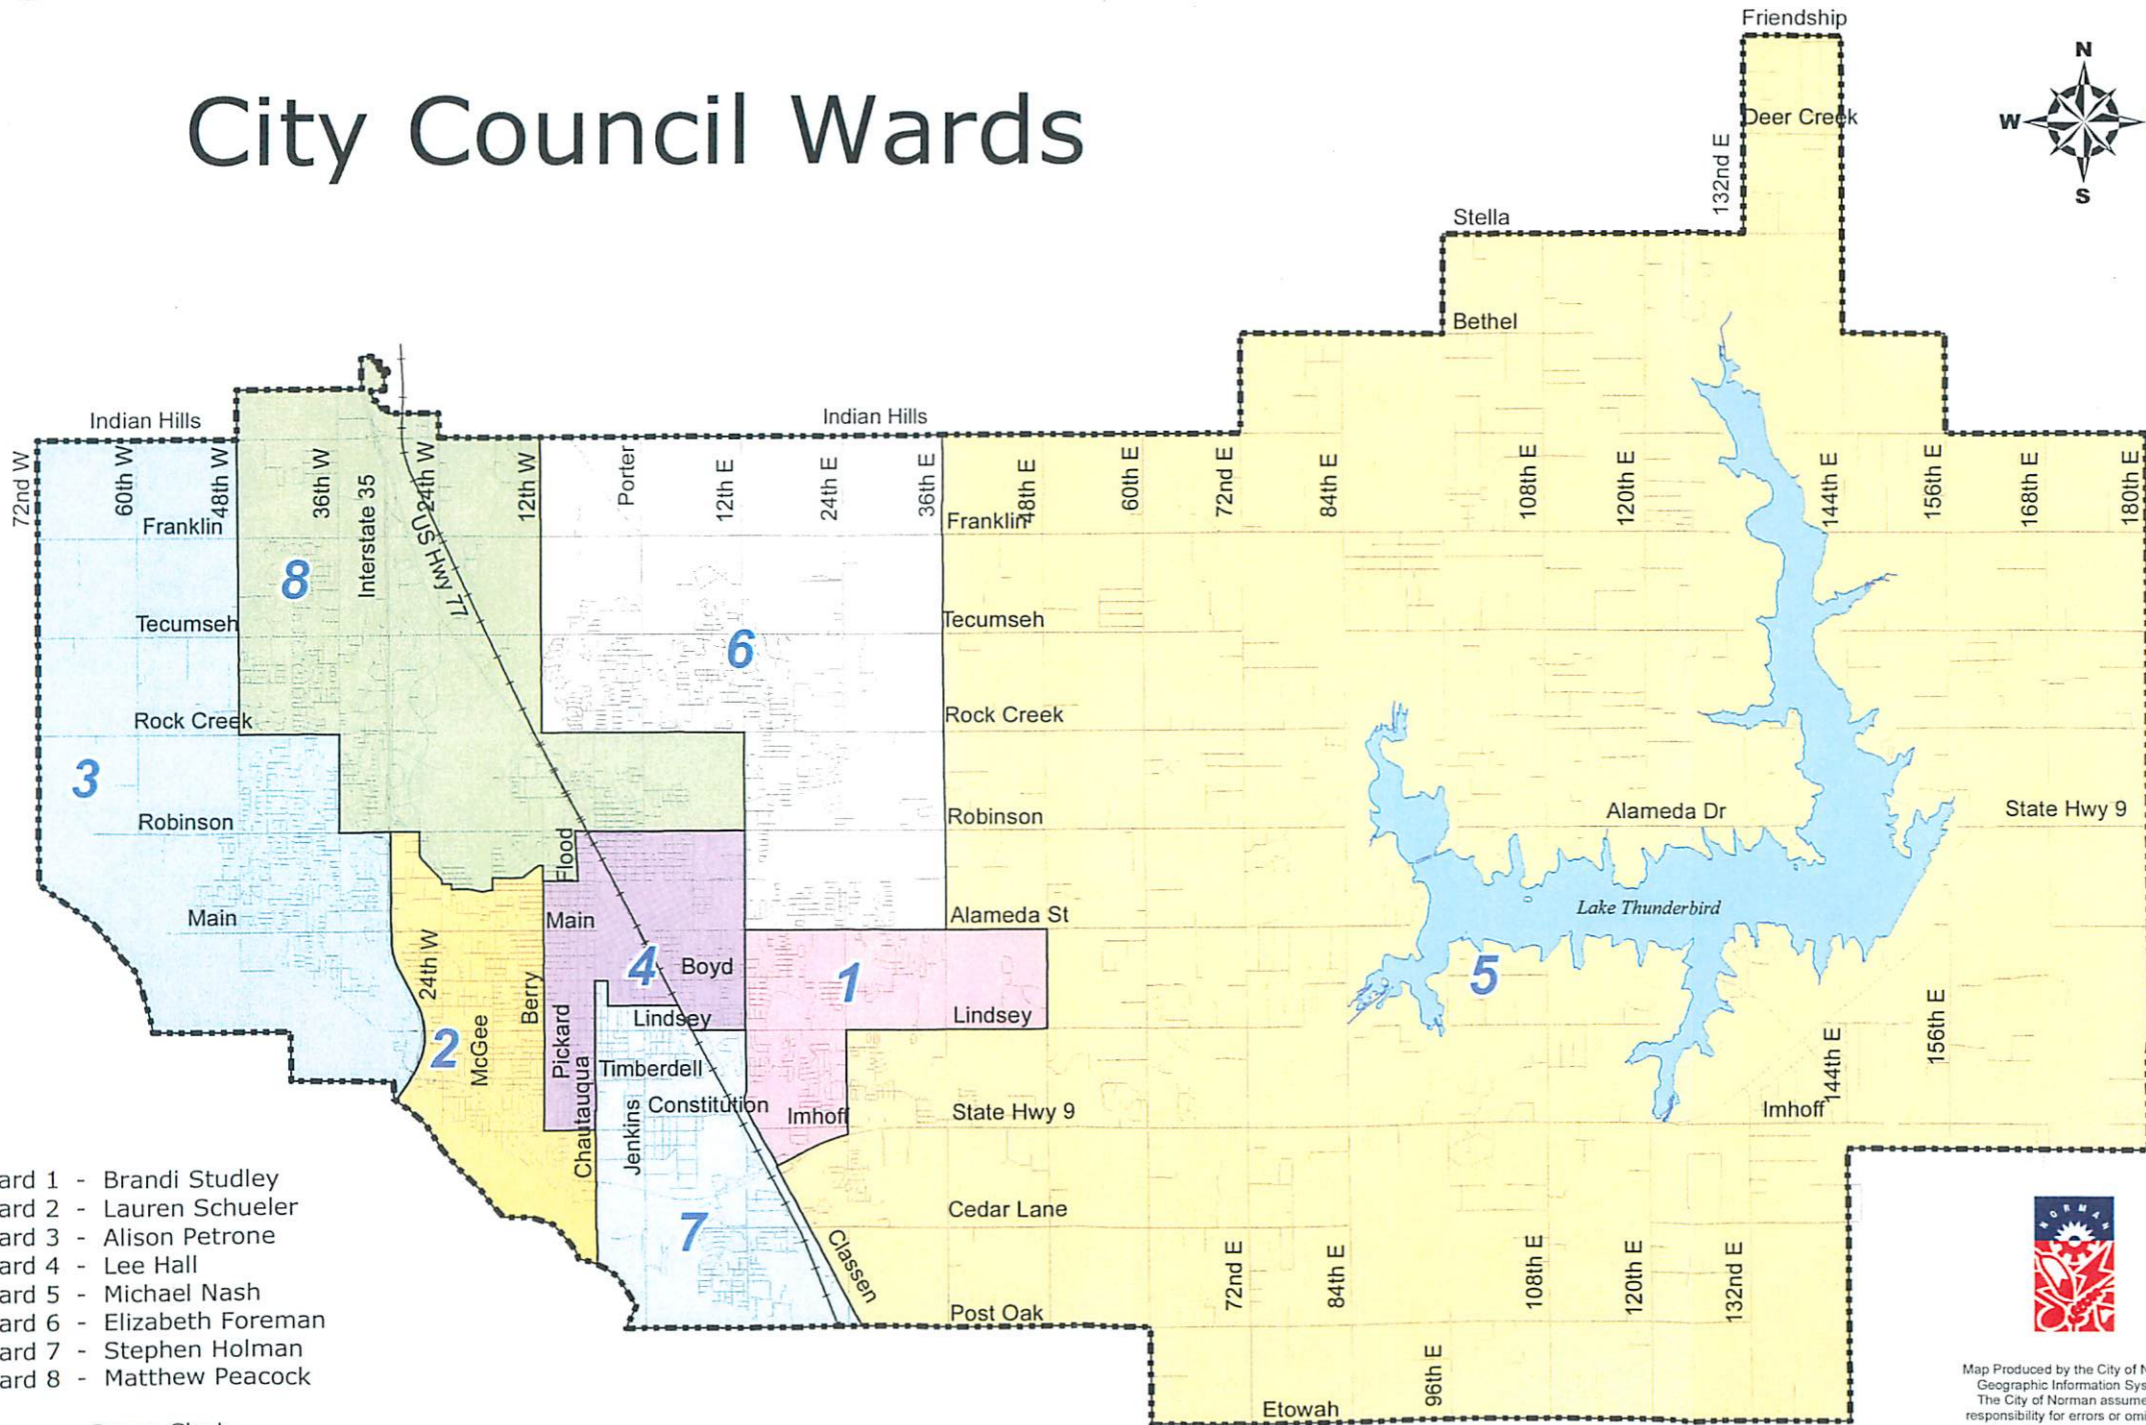 Friendship
N
City Council Wards
Deer Creek
W
132nd E
S
Stella
Bethel
Indian Hills
Indian Hills
72nd W
60th W
48th W
36th W
Interstate 35
24th W
12th W
Porter
12th E
24th E
36th E
48th E
60th E
72nd E
84th E
108th E
120th E
144th E
156th E
168th E
180th E
Franklin
US Hwy 77
Franklin
8
Tecumseh
Tecumseh
6
Rock Creek
Rock Creek
3
Robinson
Flood
Robinson
Alameda Dr
State Hwy 9
Main
Main
Alameda St
Lake Thunderbird
24th W
Berry
4
Boyd
1
5
Pickard
Lindsey
Lindsey
156th E
2
McGee
Chautauqua
Timberdell
144th E
Jenkins
Constitution
Imhoff
State Hwy 9
Imhoff
ard 1 - Brandi Studley
ard 2 - Lauren Schueler
ard 3 - Alison Petrone
ard 4 - Lee Hall
ard 5 - Michael Nash
ard 6 - Elizabeth Foreman
ard 7 - Stephen Holman
ard 8 - Matthew Peacock
7
Cedar Lane
Classen
72nd E
84th E
108th E
120th E
132nd E
NORMAN
Post Oak
96th E
Etowah
Map Produced by the City of N
Geographic Information Sys
The City of Norman assume
responsibility for errors or omi